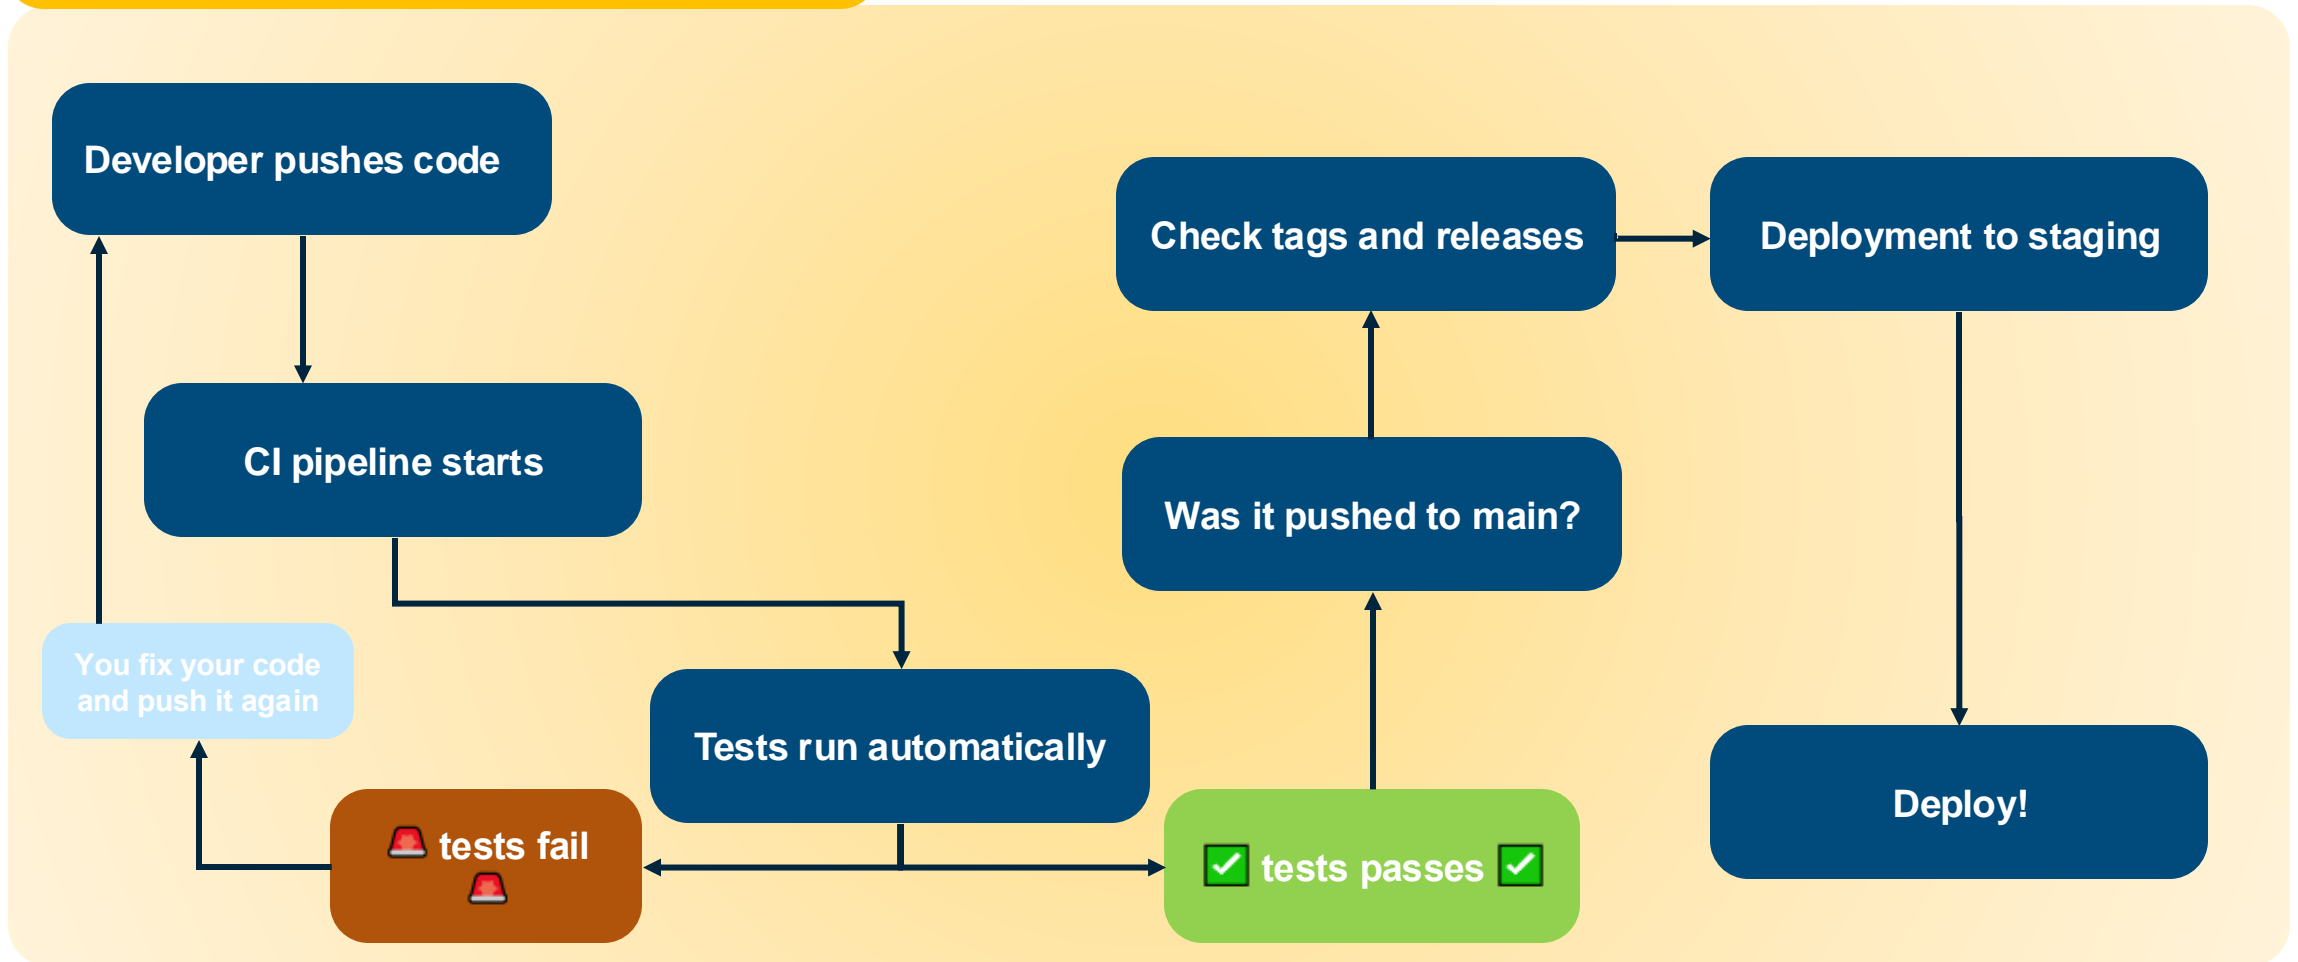 Developer pushes code
CI pipeline starts
You fix your code
and push it again
Tests run automatically
🚨 tests fail
🚨
✅ tests passes ✅
Was it pushed to main?
Check tags and releases
Deployment to staging
Deploy!